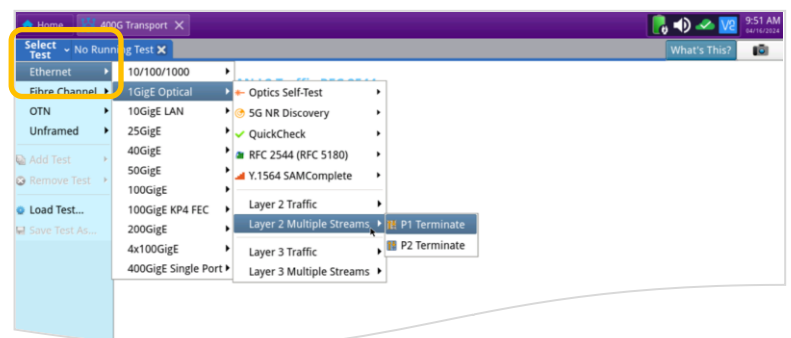 Home
400G Transport
V2
9:51 AM
04/16/2024
Select Test
No Running Test
What's This?
Ethernet
Fibre Channel
OTN
Unframed
Add Test
Remove Test
Load Test...
Save Test As...
10/100/1000
1GigE Optical
10GigE LAN
25GigE
40GigE
50GigE
100GigE
100GigE KP4 FEC
200GigE
4x100GigE
400GigE Single Port
Optics Self-Test
5G NR Discovery
QuickCheck
RFC 2544 (RFC 5180)
Y.1564 SAMComplete
Layer 2 Traffic
Layer 2 Multiple Streams
Layer 3 Traffic
Layer 3 Multiple Streams
P1 Terminate
P2 Terminate